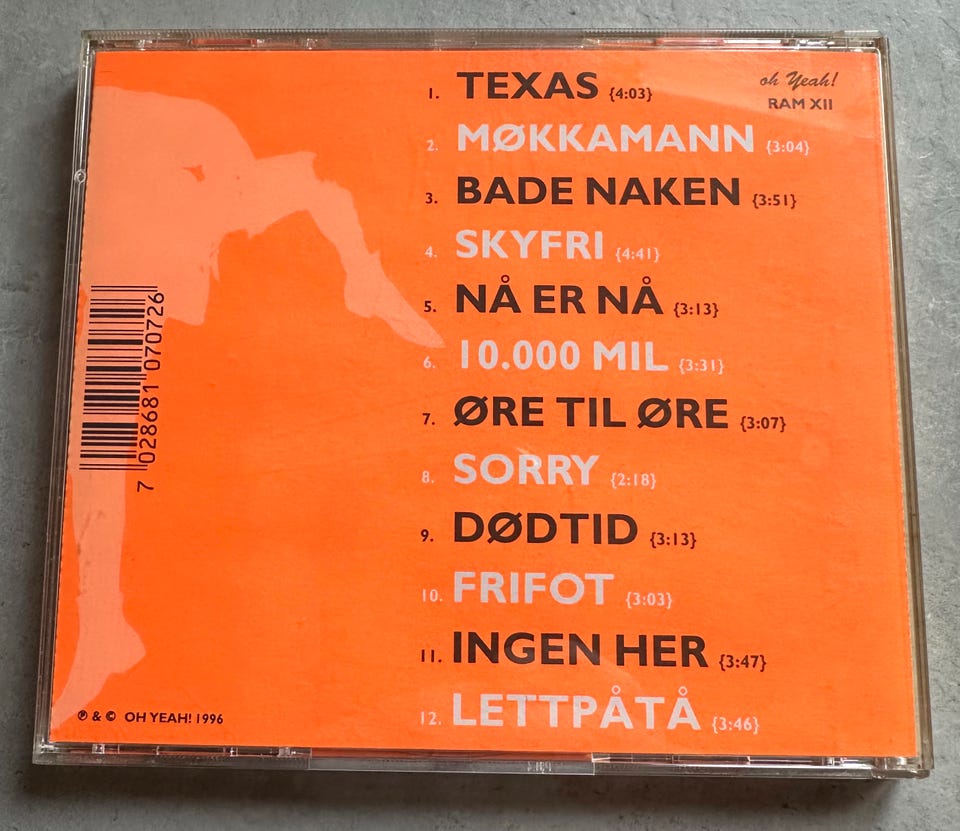 oh Yeah!
RAM XII
1. TEXAS {4:03}
2. MØKKAMANN {3:04}
3. BADE NAKEN {3:51}
4. SKYFRI {4:41}
5. NÅ ER NÅ {3:13}
6. 10.000 MIL {3:31}
7. ØRE TIL ØRE {3:07}
8. SORRY {2:18}
9. DØDTID {3:13}
10. FRIFOT {3:03}
11. INGEN HER {3:47}
12. LETTPÅTÅ {3:46}
7 028681 070726
℗ & © OH YEAH! 1996